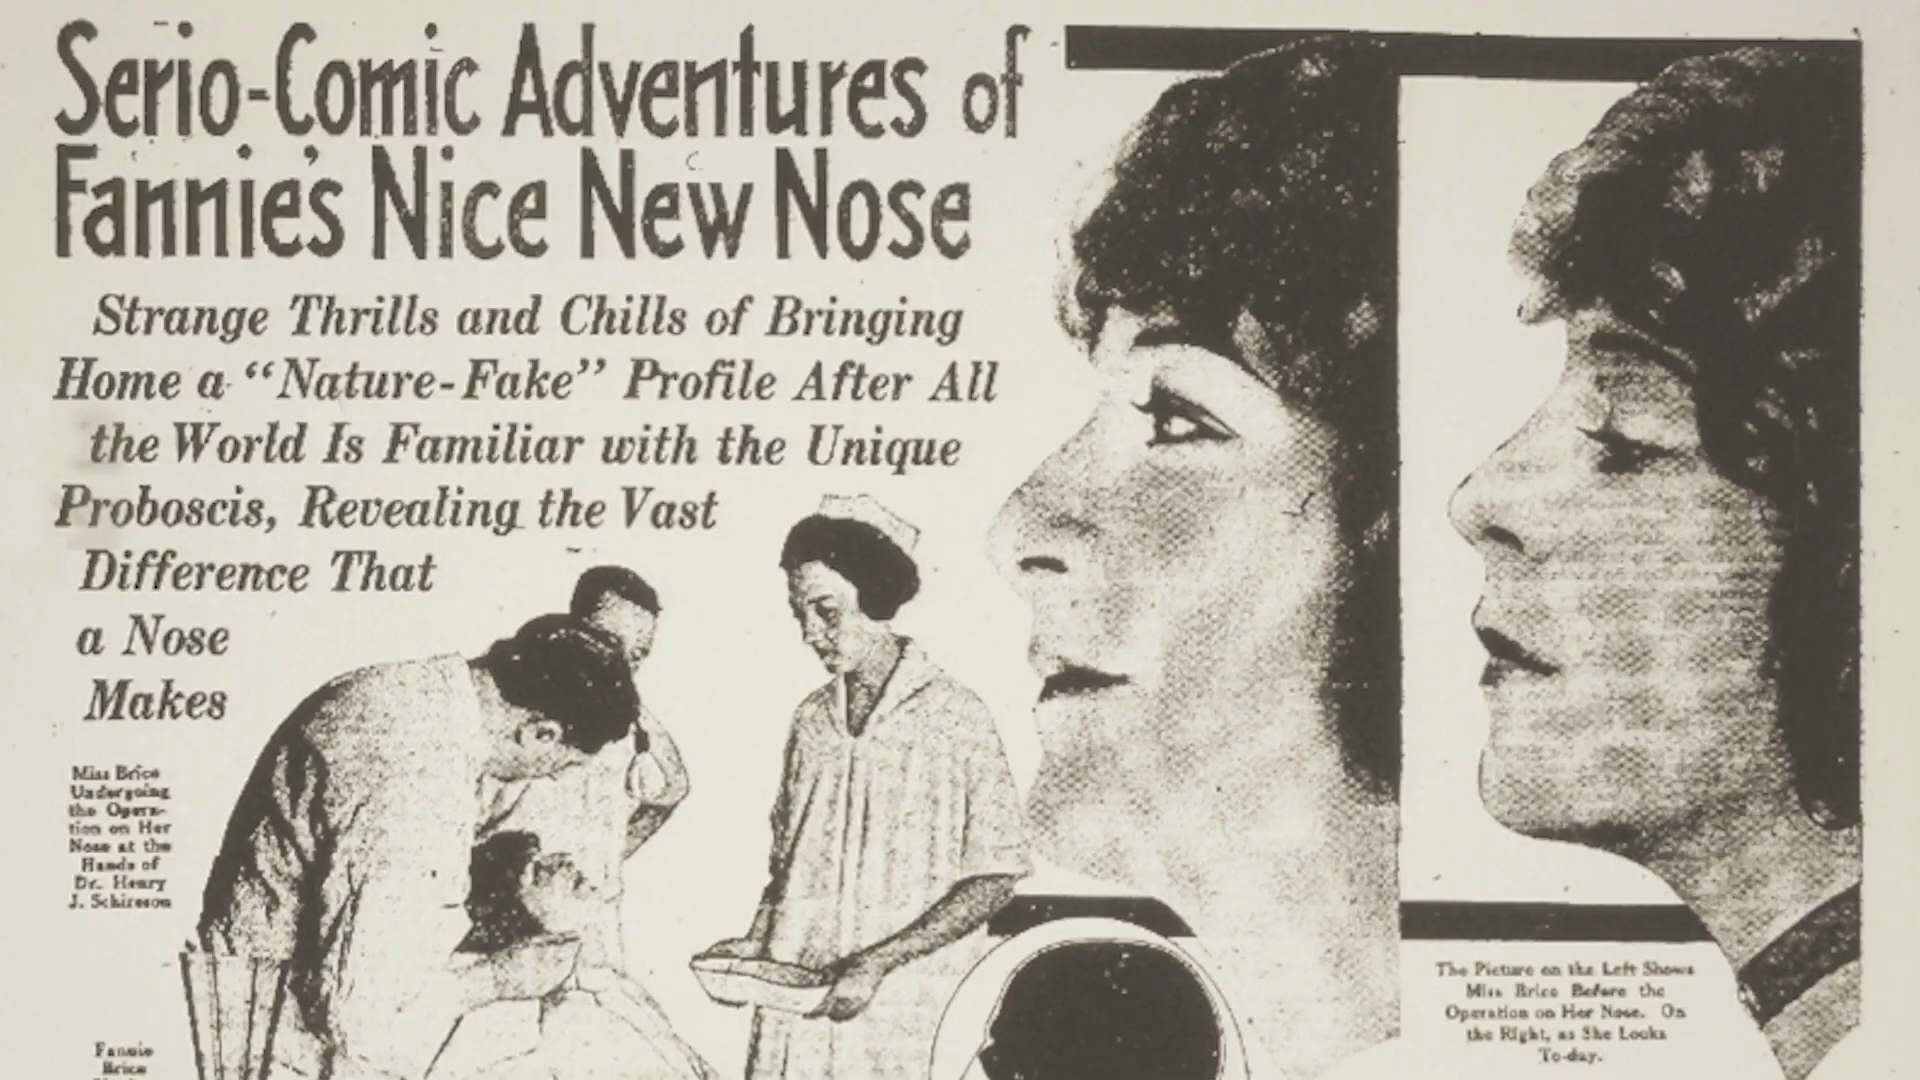 Serio-Comic Adventures of
Fannie's Nice New Nose
Strange Thrills and Chills of Bringing
Home a “Nature-Fake” Profile After All
the World Is Familiar with the Unique
Proboscis, Revealing the Vast
Difference That
a Nose
Makes
Miss Brice
Undergoing
the Opera-
tion on Her
Nose at the
Hands of
Dr. Henry
J. Schireson
Fannie
Brice
The Picture on the Left Shows
Miss Brice Before the
Operation on Her Nose. On
the Right, as She Looks
To-day.